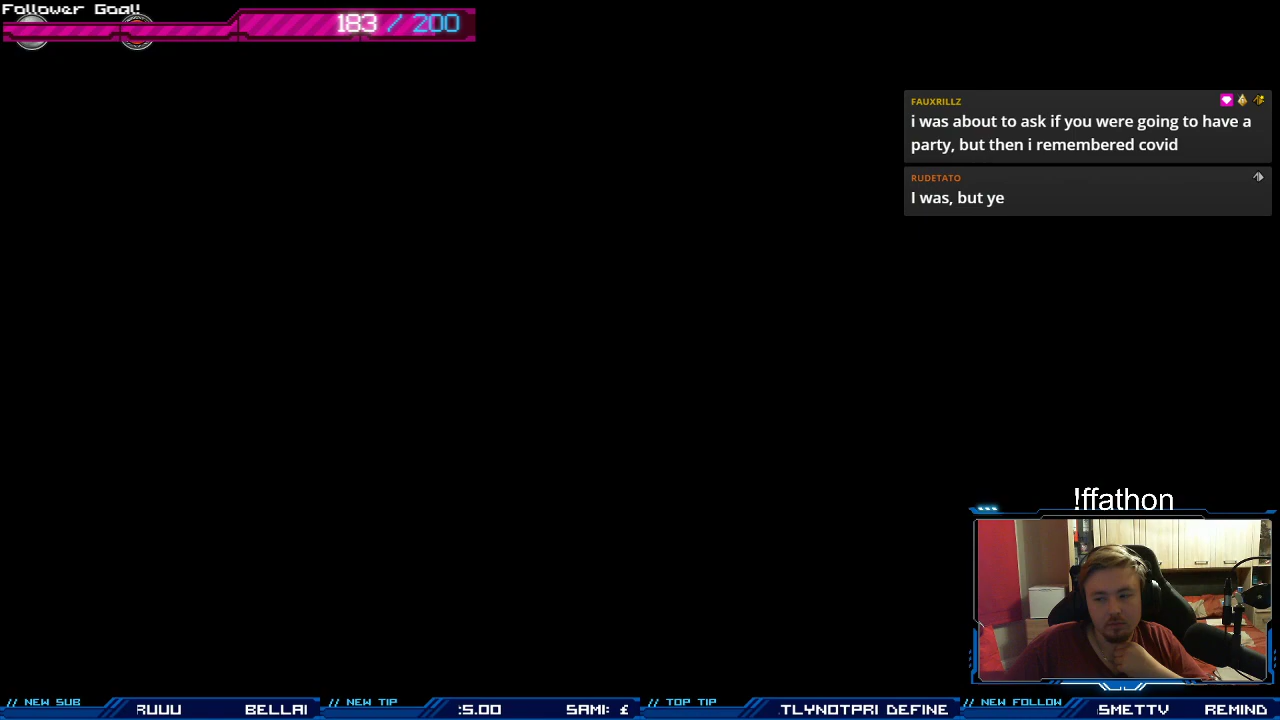 Follower Goal!
183 / 200
FAUXRILLZ
i was about to ask if you were going to have a
party, but then i remembered covid
RUDETATO
I was, but ye
!ffathon
// NEW SUB
RUUU BELLAI
// NEW TIP
:5.00 SAMI: £
// TOP TIP
TLYNOTPRI DEFINE
// NEW FOLLOW
SMETTV REMIND